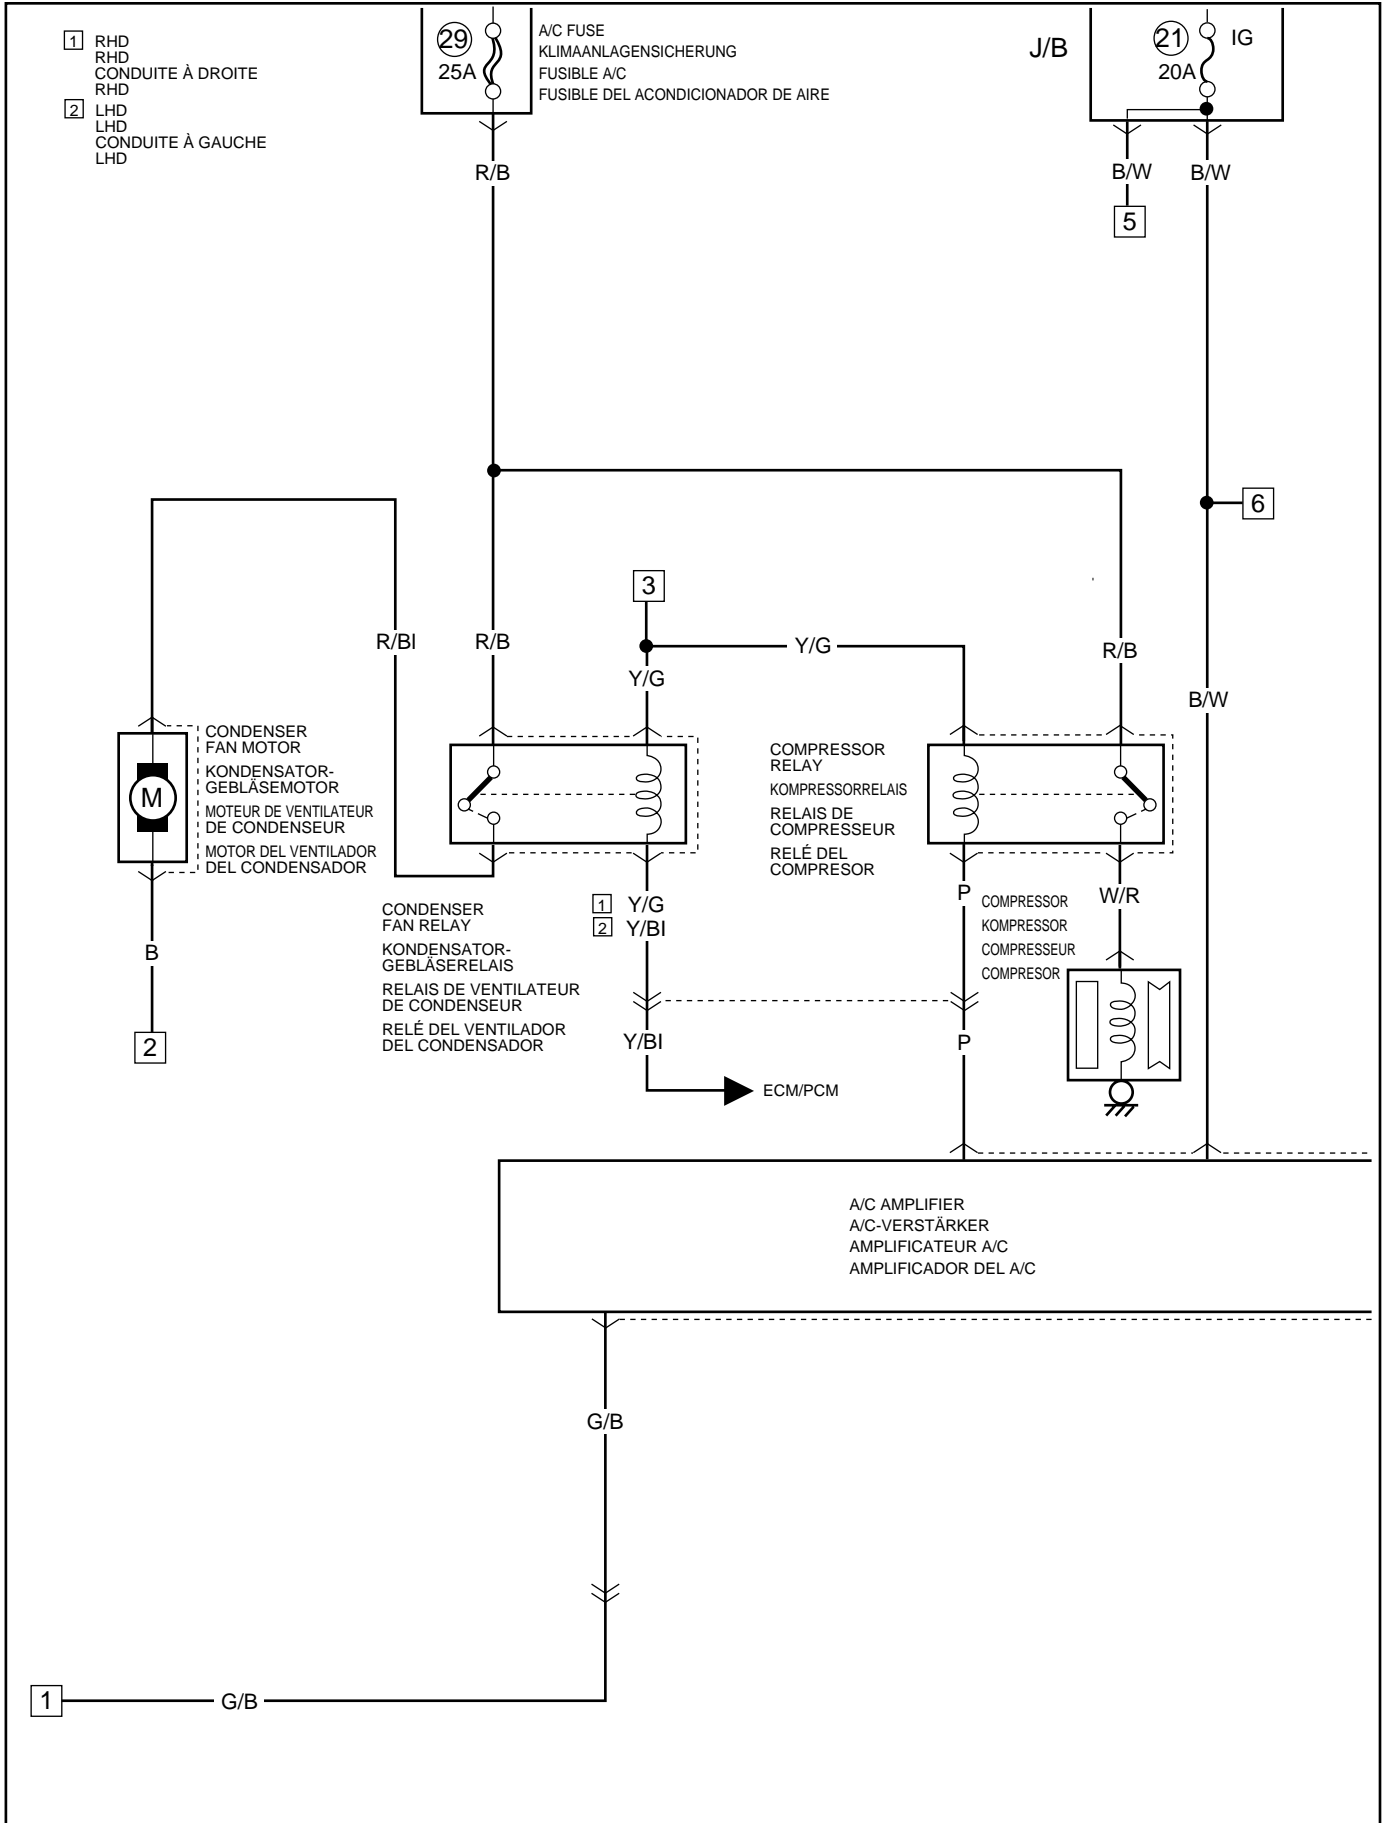 1 RHD
RHD
CONDUITE À DROITE
RHD
2 LHD
LHD
CONDUITE À GAUCHE
LHD
29
25A
A/C FUSE
KLIMAANLAGENSICHERUNG
FUSIBLE A/C
FUSIBLE DEL ACONDICIONADOR DE AIRE
J/B
21 IG
20A
R/B
B/W B/W
5
6
3
R/Bl R/B
Y/G
Y/G
R/B
B/W
CONDENSER
FAN MOTOR
KONDENSATOR-
GEBLÄSEMOTOR
MOTEUR DE VENTILATEUR
DE CONDENSEUR
MOTOR DEL VENTILADOR
DEL CONDENSADOR
M
COMPRESSOR
RELAY
KOMPRESSORRELAIS
RELAIS DE
COMPRESSEUR
RELÉ DEL
COMPRESOR
B
2
CONDENSER
FAN RELAY
KONDENSATOR-
GEBLÄSERELAIS
RELAIS DE VENTILATEUR
DE CONDENSEUR
RELÉ DEL VENTILADOR
DEL CONDENSADOR
1 Y/G
2 Y/Bl
Y/Bl
ECM/PCM
P
W/R
COMPRESSOR
KOMPRESSOR
COMPRESSEUR
COMPRESOR
P
A/C AMPLIFIER
A/C-VERSTÄRKER
AMPLIFICATEUR A/C
AMPLIFICADOR DEL A/C
G/B
1 G/B